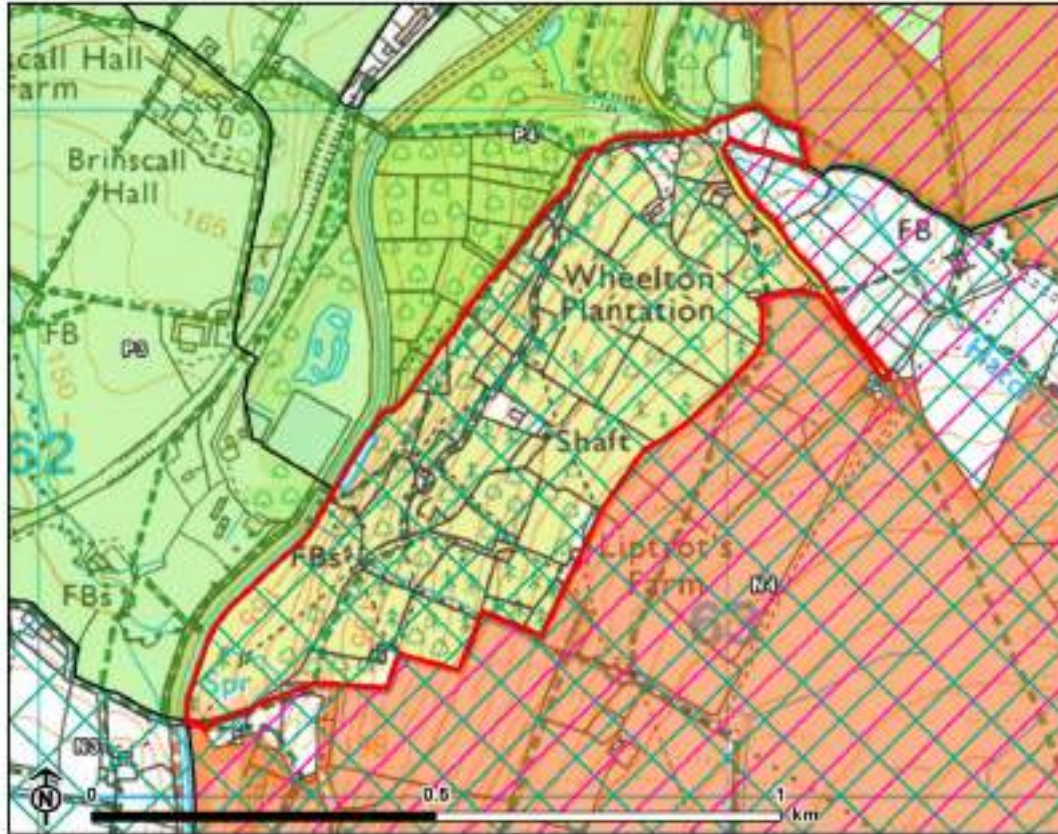 P4
W
call Hall
Farm
Brinscall
Hall
165
FB
Wheelton
Plantation
FB
P3
150
62
Shaft
Liptrot's
Farm
N4
FBs
FBs
Spr
N3
N
0
0.5
1
km